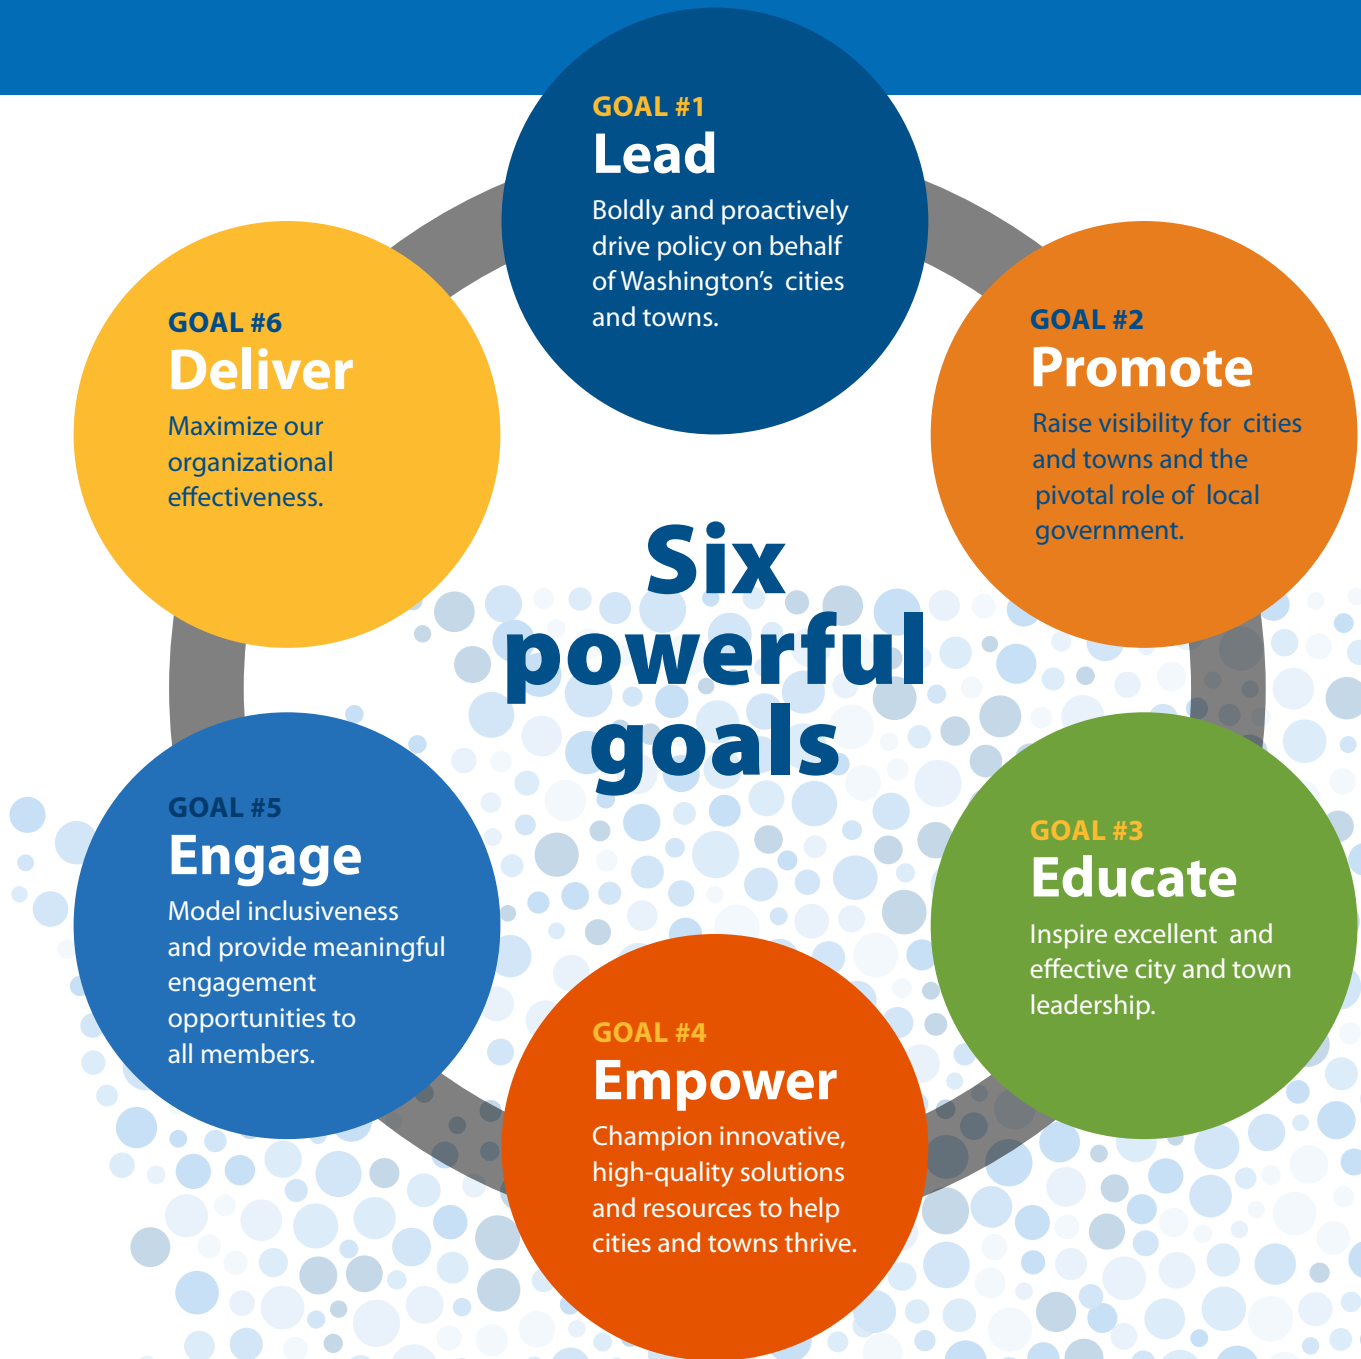 GOAL #1
Lead
Boldly and proactively
drive policy on behalf
of Washington's cities
and towns.
GOAL #2
Promote
Raise visibility for cities
and towns and the
pivotal role of local
government.
GOAL #3
Educate
Inspire excellent and
effective city and town
leadership.
GOAL #4
Empower
Champion innovative,
high-quality solutions
and resources to help
cities and towns thrive.
GOAL #5
Engage
Model inclusiveness
and provide meaningful
engagement
opportunities to
all members.
GOAL #6
Deliver
Maximize our
organizational
effectiveness.
Six
powerful
goals